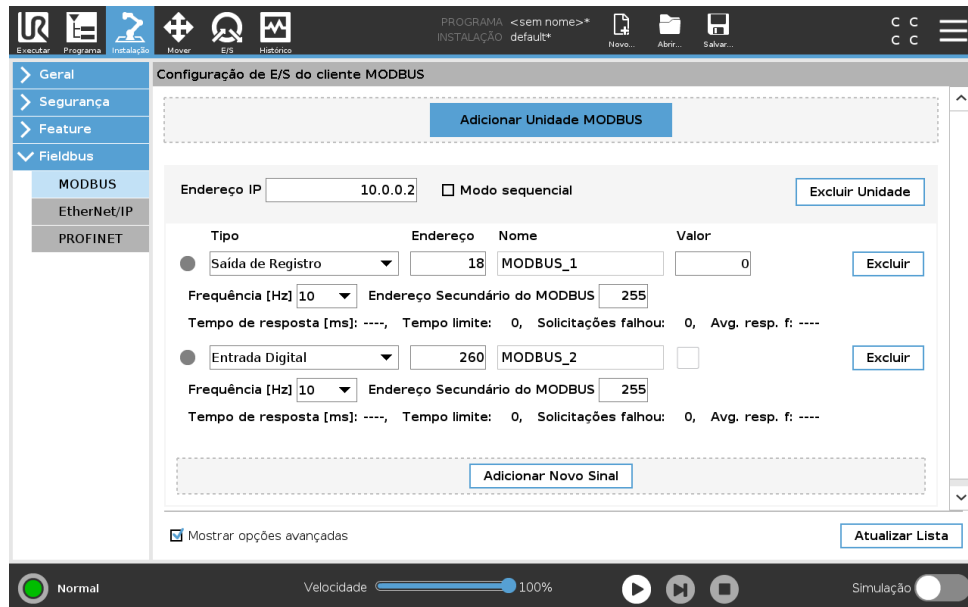 PROGRAMA <sem nome>*
INSTALAÇÃO default*
Executar Programa Instalação Mover E/S Histórico Novo... Abrir... Salvar...
C C
C C
Geral
Segurança
Feature
Fieldbus
MODBUS
EtherNet/IP
PROFINET
Configuração de E/S do cliente MODBUS
Adicionar Unidade MODBUS
Endereço IP 10.0.0.2 Modo sequencial Excluir Unidade
Tipo Endereço Nome Valor
Saída de Registro 18 MODBUS_1 0 Excluir
Frequência [Hz] 10 Endereço Secundário do MODBUS 255
Tempo de resposta [ms]: ----, Tempo limite: 0, Solicitações falhou: 0, Avg. resp. f: ----
Entrada Digital 260 MODBUS_2 Excluir
Frequência [Hz] 10 Endereço Secundário do MODBUS 255
Tempo de resposta [ms]: ----, Tempo limite: 0, Solicitações falhou: 0, Avg. resp. f: ----
Adicionar Novo Sinal
Mostrar opções avançadas Atualizar Lista
Normal Velocidade 100% Simulação